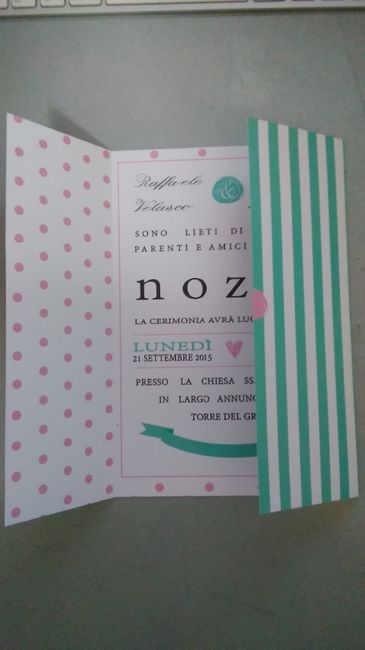 Raffaele
&
Velasco
SONO LIETI DI
PARENTI E AMICI
noz
LA CERIMONIA AVRÀ LUO
LUNEDÌ
21 SETTEMBRE 2015
PRESSO LA CHIESA SS.
IN LARGO ANNUNC
TORRE DEL GR